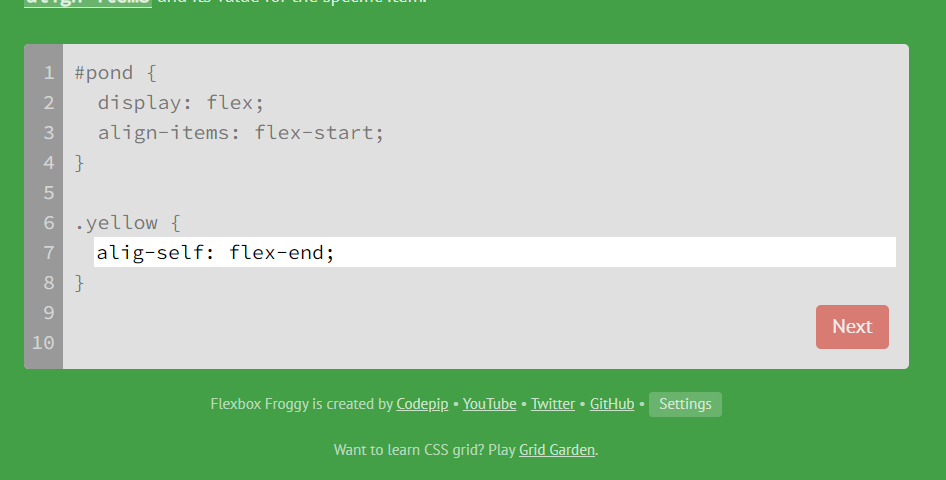 align-items and its value for the specific item.
1 #pond {
2 display: flex;
3 align-items: flex-start;
4 }
5
6 .yellow {
7 alig-self: flex-end;
8 }
9
10
Next
Flexbox Froggy is created by Codepip • YouTube • Twitter • GitHub • Settings
Want to learn CSS grid? Play Grid Garden.